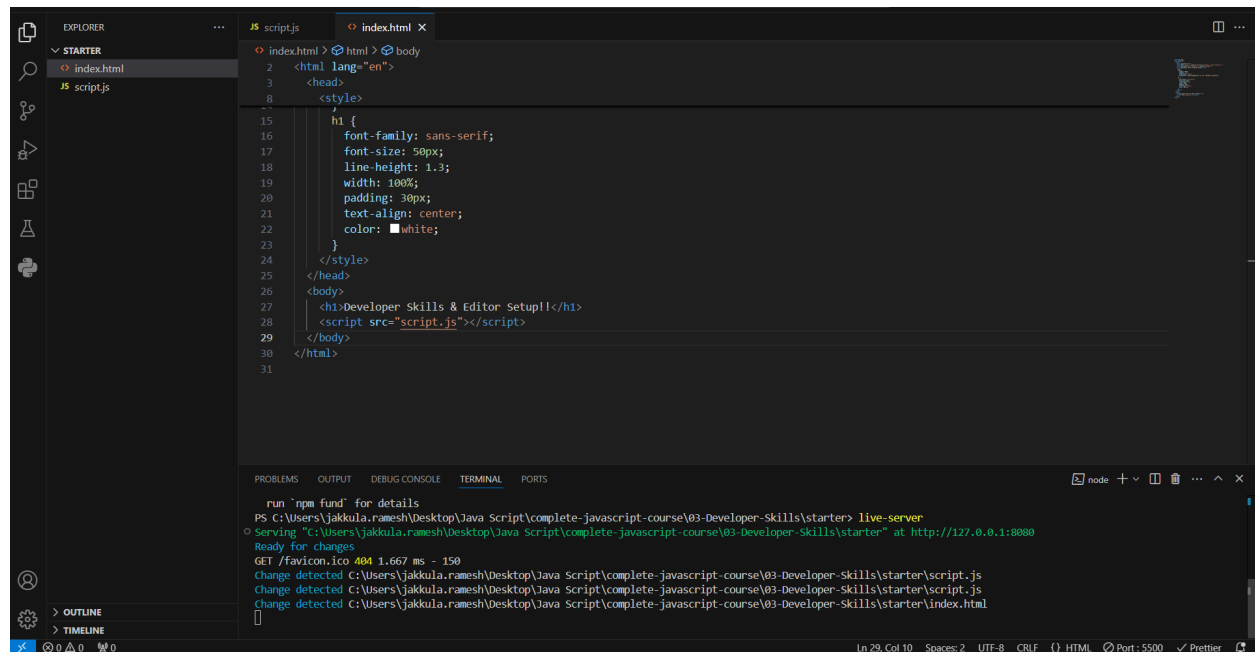 EXPLORER ...
STARTER
index.html
JS script.js
OUTLINE
TIMELINE
JS script.js
index.html
index.html > html > body
2 <html lang="en">
3 <head>
8 <style>
15 h1 {
16 font-family: sans-serif;
17 font-size: 50px;
18 line-height: 1.3;
19 width: 100%;
20 padding: 30px;
21 text-align: center;
22 color: white;
23 }
24 </style>
25 </head>
26 <body>
27 <h1>Developer Skills & Editor Setup!!</h1>
28 <script src="script.js"></script>
29 </body>
30 </html>
31
PROBLEMS OUTPUT DEBUG CONSOLE TERMINAL PORTS node
run `npm fund` for details
PS C:\Users\jakkula.ramesh\Desktop\Java Script\complete-javascript-course\03-Developer-Skills\starter> live-server
Serving "C:\Users\jakkula.ramesh\Desktop\Java Script\complete-javascript-course\03-Developer-Skills\starter" at http://127.0.0.1:8080
Ready for changes
GET /favicon.ico 404 1.667 ms - 150
Change detected C:\Users\jakkula.ramesh\Desktop\Java Script\complete-javascript-course\03-Developer-Skills\starter\script.js
Change detected C:\Users\jakkula.ramesh\Desktop\Java Script\complete-javascript-course\03-Developer-Skills\starter\script.js
Change detected C:\Users\jakkula.ramesh\Desktop\Java Script\complete-javascript-course\03-Developer-Skills\starter\index.html
0 0 0 Ln 29, Col 10 Spaces: 2 UTF-8 CRLF {} HTML Port : 5500 Prettier